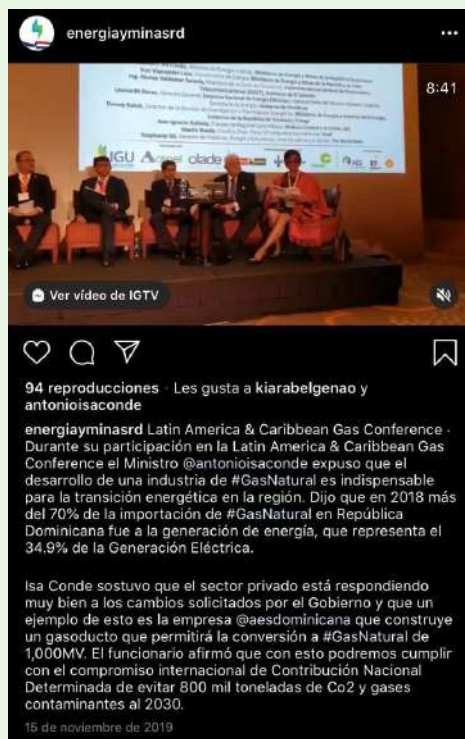 energiayminasrd
8:41
IGU
olade
AES
Ver vídeo de IGTV
94 reproducciones · Les gusta a kiarabelgenao y
antonioisaconde
energiayminasrd Latin America & Caribbean Gas Conference -
Durante su participación en la Latin America & Caribbean Gas
Conference el Ministro @antonioisaconde expuso que el
desarrollo de una industria de #GasNatural es indispensable
para la transición energética en la región. Dijo que en 2018 más
del 70% de la importación de #GasNatural en República
Dominicana fue a la generación de energía, que representa el
34.9% de la Generación Eléctrica.
Isa Conde sostuvo que el sector privado está respondiendo
muy bien a los cambios solicitados por el Gobierno y que un
ejemplo de esto es la empresa @aesdominicana que construye
un gasoducto que permitirá la conversión a #GasNatural de
1,000MV. El funcionario afirmó que con esto podremos cumplir
con el compromiso internacional de Contribución Nacional
Determinada de evitar 800 mil toneladas de Co2 y gases
contaminantes al 2030.
15 de noviembre de 2019